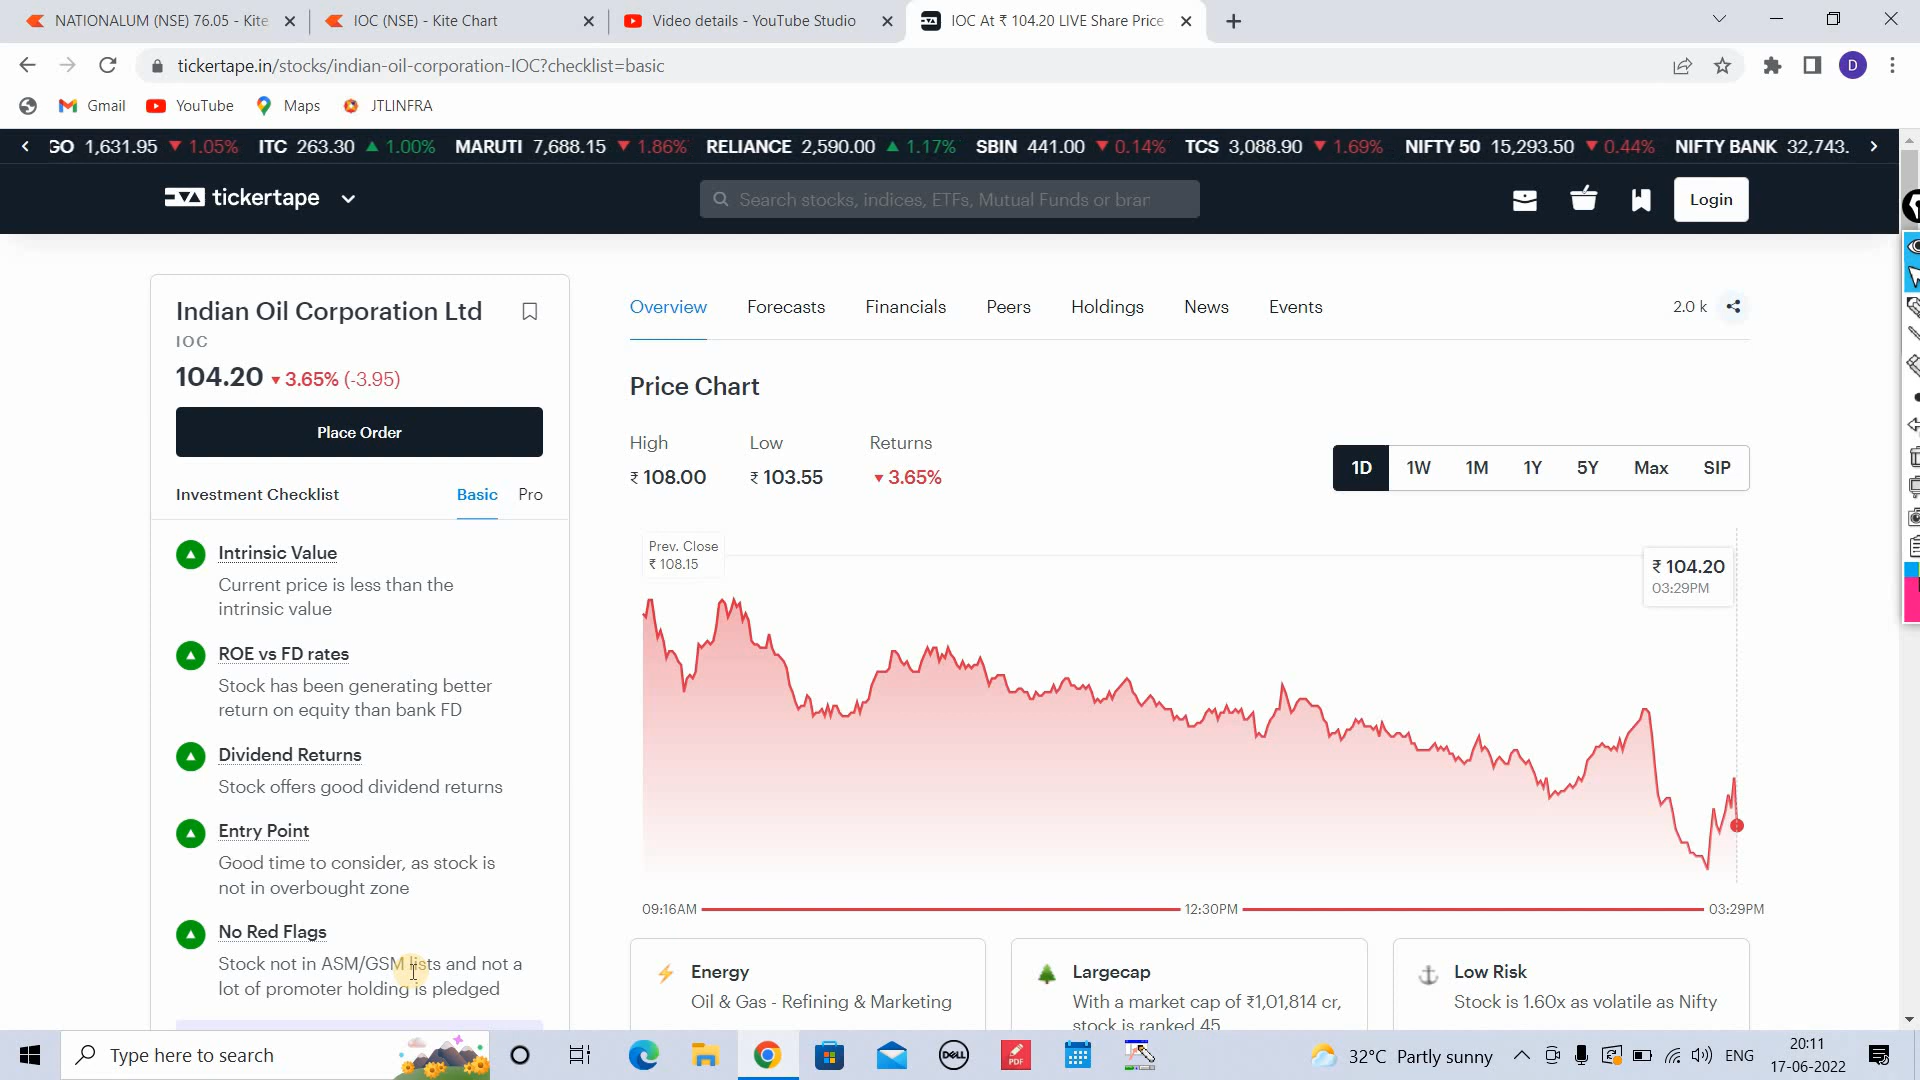 NATIONALUM (NSE) 76.05 - Kite
IOC (NSE) - Kite Chart
Video details - YouTube Studio
IOC At ₹ 104.20 LIVE Share Price
tickertape.in/stocks/indian-oil-corporation-IOC?checklist=basic
D
Gmail
YouTube
Maps
JTLINFRA
GO 1,631.95 ▼ 1.05% ITC 263.30 ▲ 1.00% MARUTI 7,688.15 ▼ 1.86% RELIANCE 2,590.00 ▲ 1.17% SBIN 441.00 ▼ 0.14% TCS 3,088.90 ▼ 1.69% NIFTY 50 15,293.50 ▼ 0.44% NIFTY BANK 32,743.
tickertape
Search stocks, indices, ETFs, Mutual Funds or brar
Login
Indian Oil Corporation Ltd
IOC
104.20 ▼ 3.65% (-3.95)
Place Order
Investment Checklist
Basic
Pro
Intrinsic Value
Current price is less than the
intrinsic value
ROE vs FD rates
Stock has been generating better
return on equity than bank FD
Dividend Returns
Stock offers good dividend returns
Entry Point
Good time to consider, as stock is
not in overbought zone
No Red Flags
Stock not in ASM/GSM lists and not a
lot of promoter holding is pledged
Overview
Forecasts
Financials
Peers
Holdings
News
Events
2.0 k
Price Chart
High
Low
Returns
₹ 108.00
₹ 103.55
▼ 3.65%
1D
1W
1M
1Y
5Y
Max
SIP
Prev. Close
₹ 108.15
₹ 104.20
03:29PM
09:16AM
12:30PM
03:29PM
Energy
Oil & Gas - Refining & Marketing
Largecap
With a market cap of ₹1,01,814 cr,
stock is ranked 45
Low Risk
Stock is 1.60x as volatile as Nifty
Type here to search
DELL
PDF
32°C Partly sunny
ENG
20:11
17-06-2022